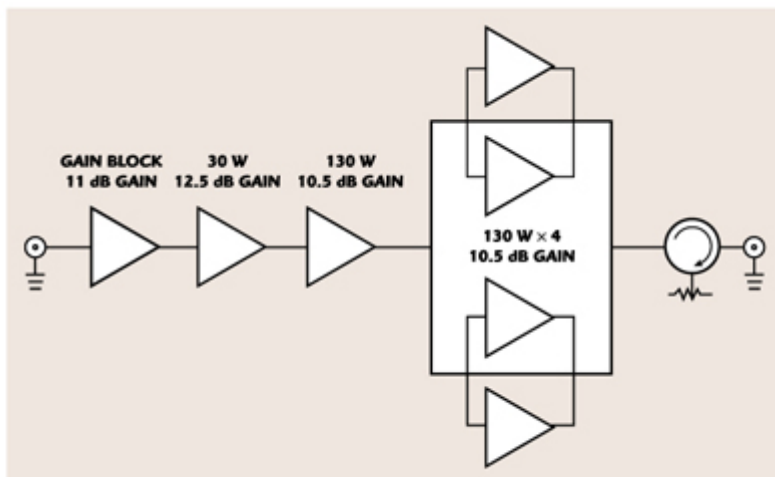 GAIN BLOCK
11 dB GAIN
30 W
12.5 dB GAIN
130 W
10.5 dB GAIN
130 W × 4
10.5 dB GAIN